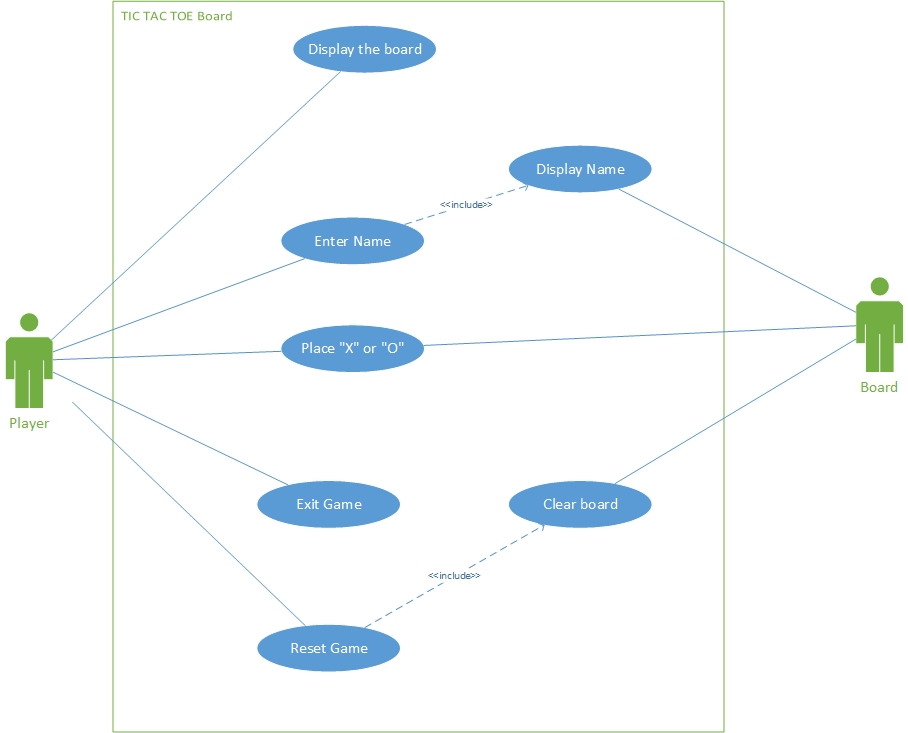 TIC TAC TOE Board
Display the board
Display Name
<<include>>
Enter Name
Place "X" or "O"
Player
Board
Exit Game
Clear board
<<include>>
Reset Game